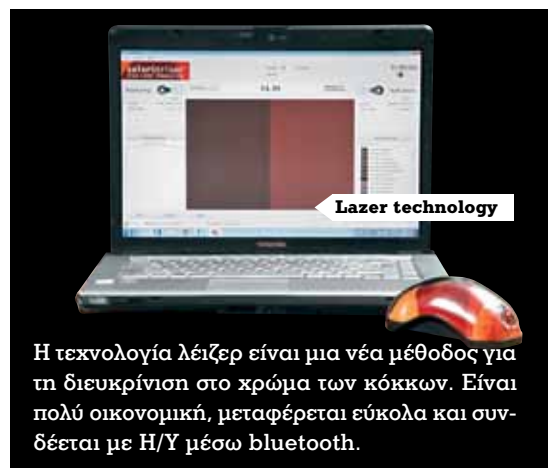 Lazer technology
Η τεχνολογία λέιζερ είναι μια νέα μέθοδος για
τη διευκρίνιση στο χρώμα των κόκκων. Είναι
πολύ οικονομική, μεταφέρεται εύκολα και συν-
δέεται με Η/Υ μέσω bluetooth.